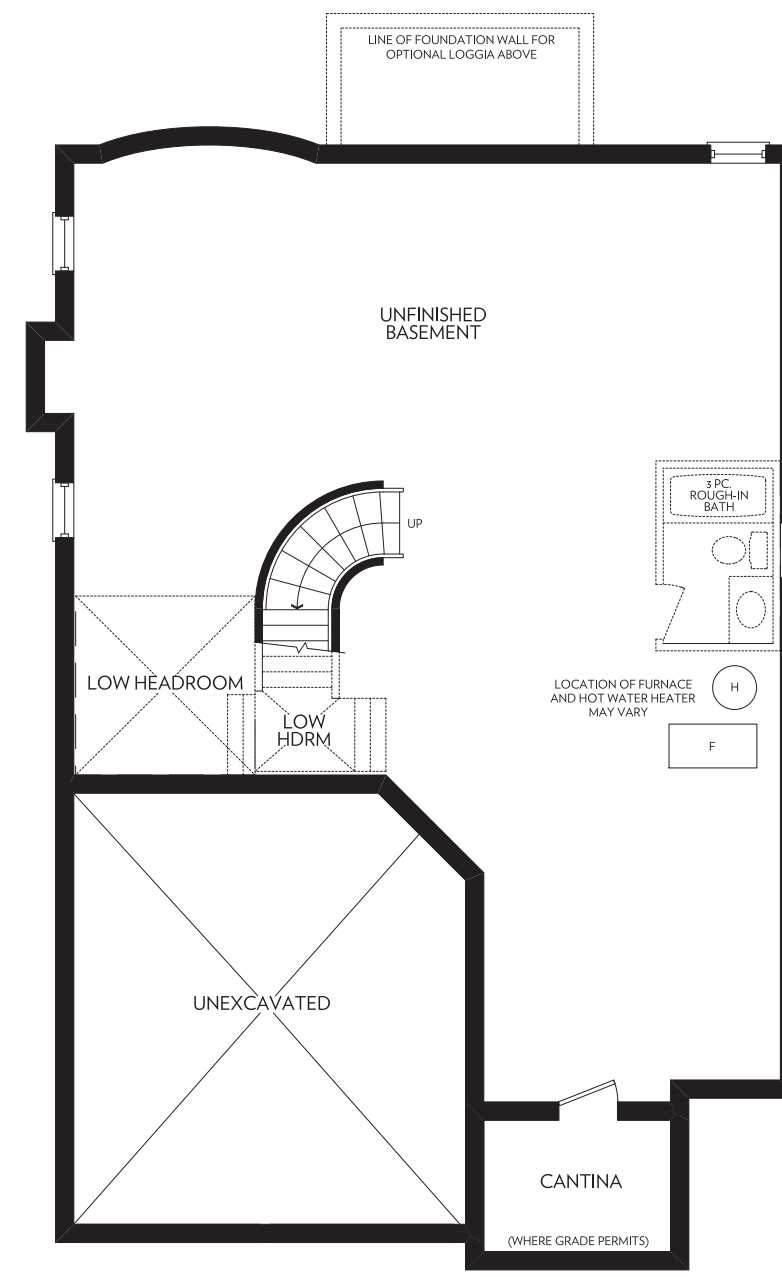 LINE OF FOUNDATION WALL FOR
OPTIONAL LOGGIA ABOVE
UNFINISHED
BASEMENT
3 PC.
ROUGH-IN
BATH
UP
LOW HEADROOM
LOW
HDRM
LOCATION OF FURNACE
AND HOT WATER HEATER
MAY VARY
H
F
UNEXCAVATED
CANTINA
(WHERE GRADE PERMITS)